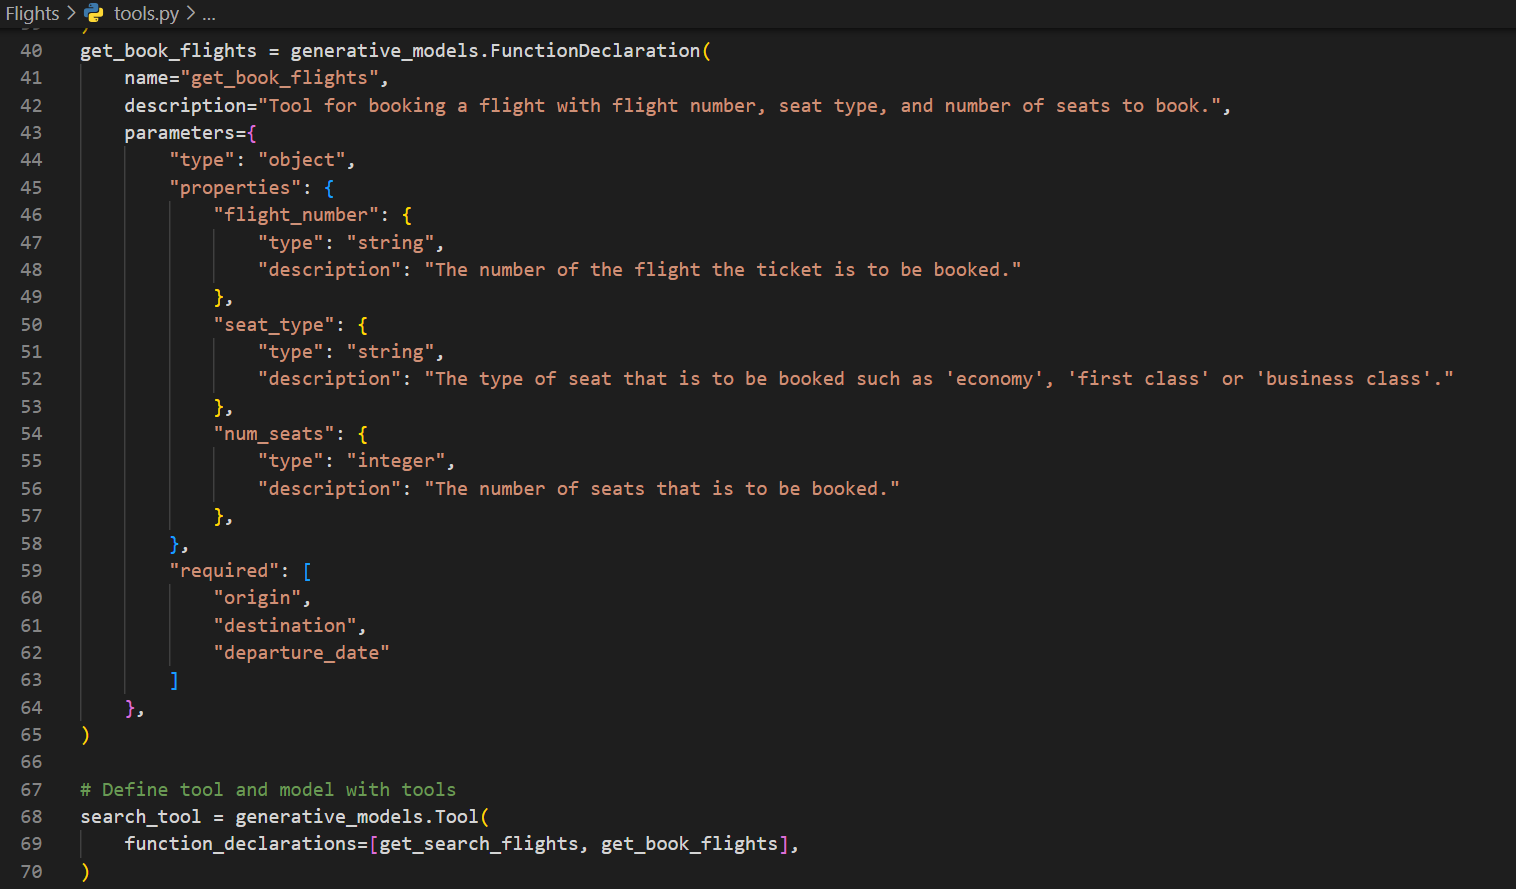 Flights > tools.py > ...
40 get_book_flights = generative_models.FunctionDeclaration(
41     name="get_book_flights",
42     description="Tool for booking a flight with flight number, seat type, and number of seats to book.",
43     parameters={
44         "type": "object",
45         "properties": {
46             "flight_number": {
47                 "type": "string",
48                 "description": "The number of the flight the ticket is to be booked."
49             },
50             "seat_type": {
51                 "type": "string",
52                 "description": "The type of seat that is to be booked such as 'economy', 'first class' or 'business class'."
53             },
54             "num_seats": {
55                 "type": "integer",
56                 "description": "The number of seats that is to be booked."
57             },
58         },
59         "required": [
60             "origin",
61             "destination",
62             "departure_date"
63         ]
64     },
65 )
66
67 # Define tool and model with tools
68 search_tool = generative_models.Tool(
69     function_declarations=[get_search_flights, get_book_flights],
70 )